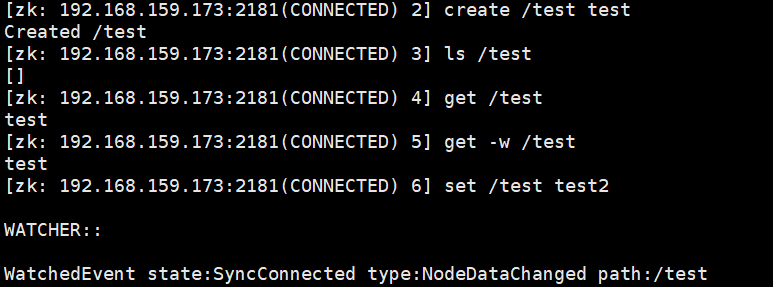 [zk: 192.168.159.173:2181(CONNECTED) 2] create /test test
Created /test
[zk: 192.168.159.173:2181(CONNECTED) 3] ls /test
[]
[zk: 192.168.159.173:2181(CONNECTED) 4] get /test
test
[zk: 192.168.159.173:2181(CONNECTED) 5] get -w /test
test
[zk: 192.168.159.173:2181(CONNECTED) 6] set /test test2
WATCHER::
WatchedEvent state:SyncConnected type:NodeDataChanged path:/test